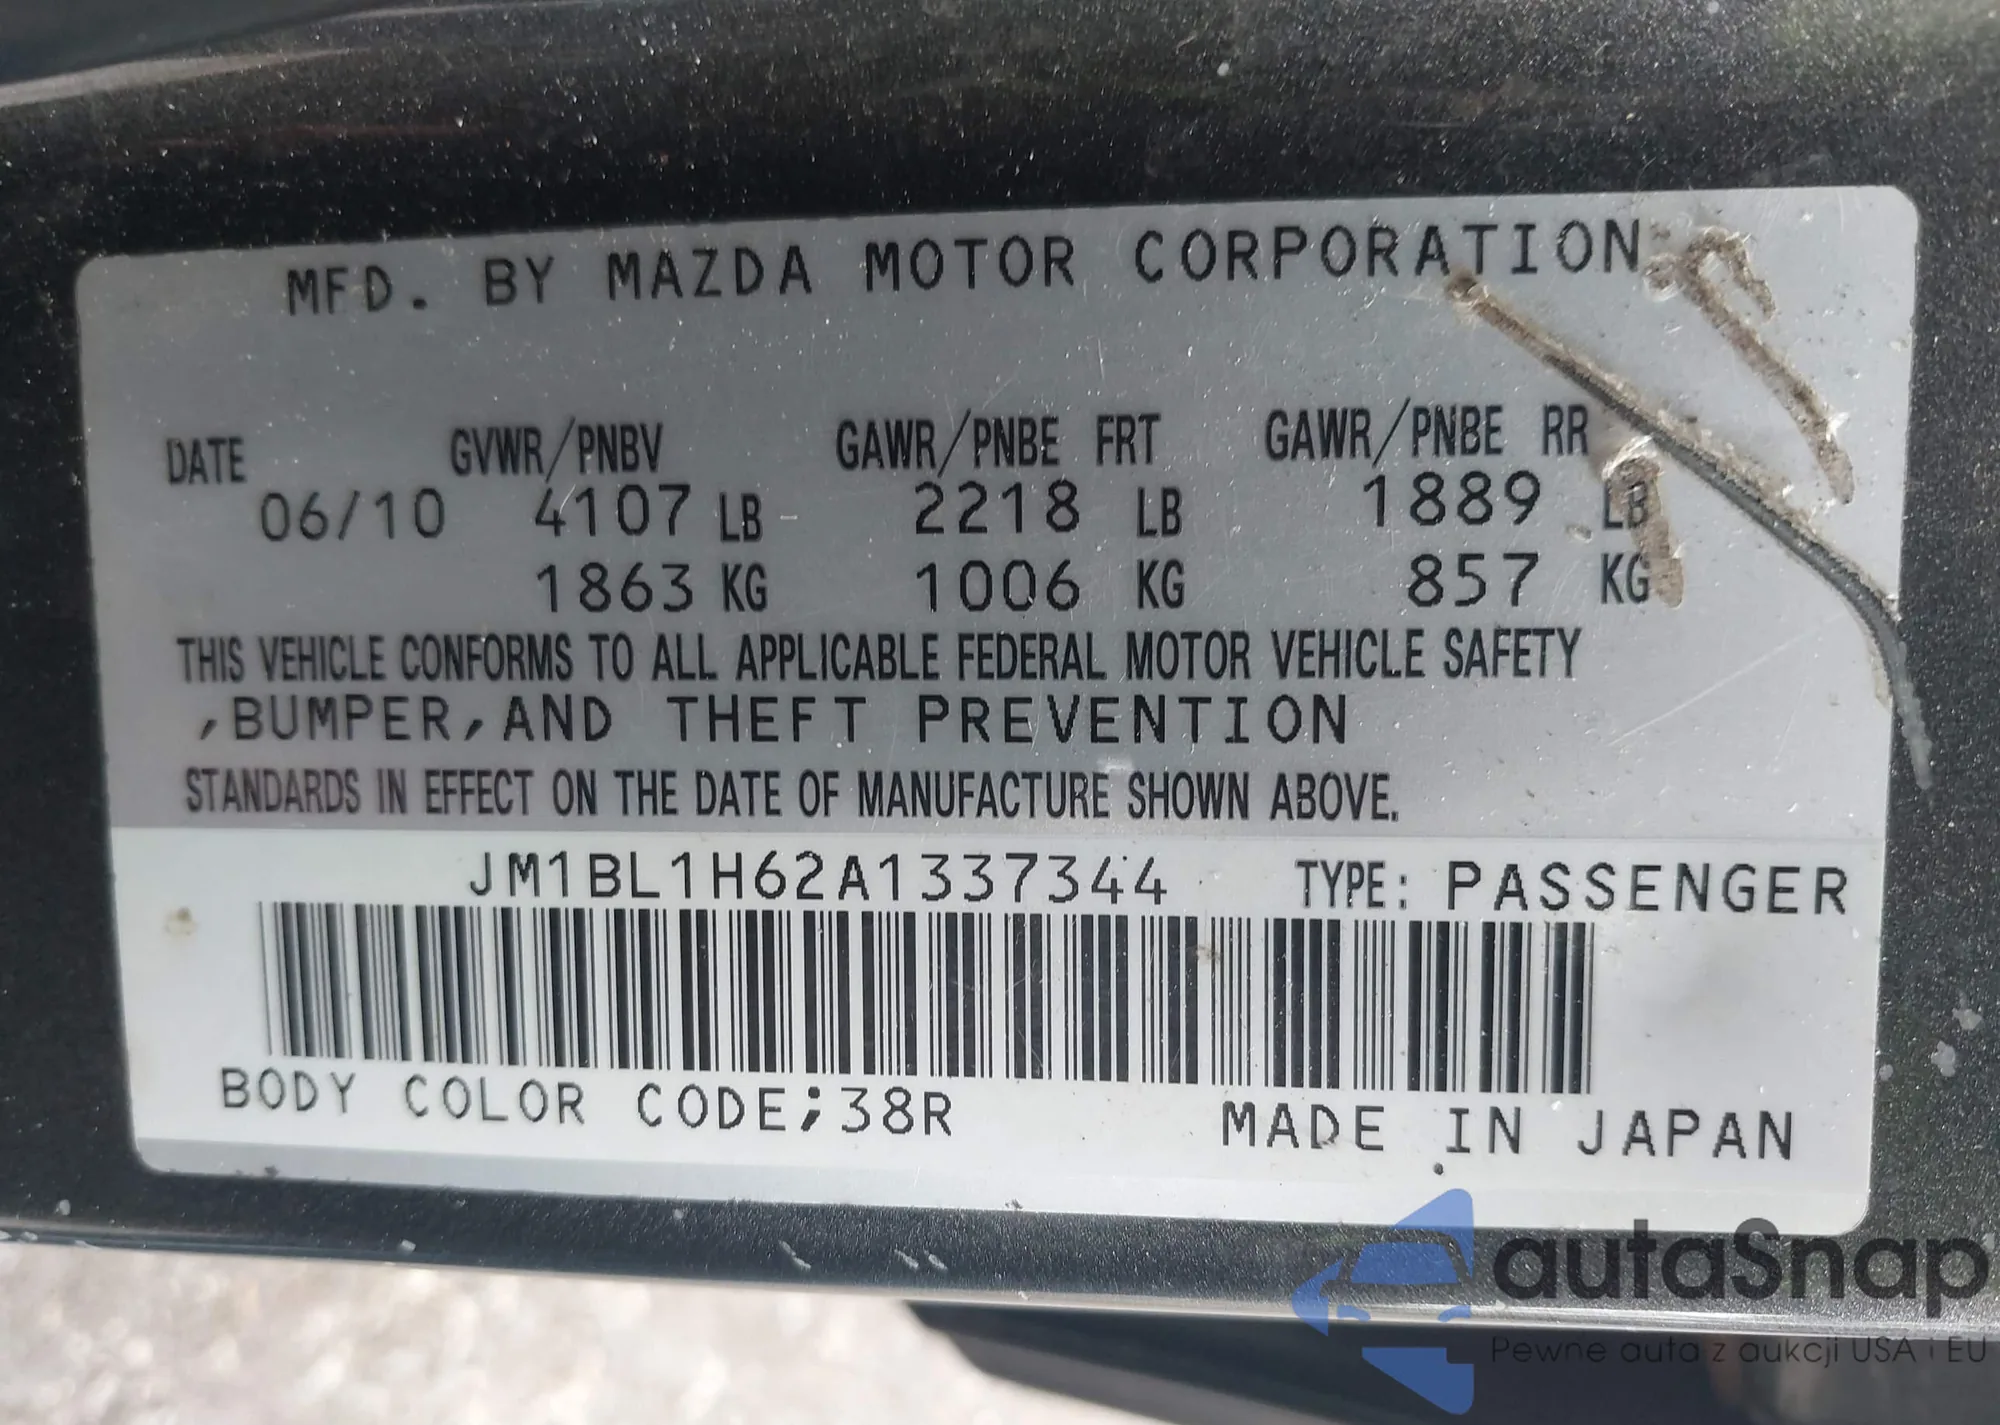 MFD. BY MAZDA MOTOR CORPORATION
DATE GVWR/PNBV GAWR/PNBE FRT GAWR/PNBE RR
06/10 4107 LB 2218 LB 1889 LB
1863 KG 1006 KG 857 KG
THIS VEHICLE CONFORMS TO ALL APPLICABLE FEDERAL MOTOR VEHICLE SAFETY
,BUMPER,AND THEFT PREVENTION
STANDARDS IN EFFECT ON THE DATE OF MANUFACTURE SHOWN ABOVE.
JM1BL1H62A1337344 TYPE: PASSENGER
BODY COLOR CODE;38R MADE IN JAPAN
autaSnap
Pewne auta z aukcji USA i EU